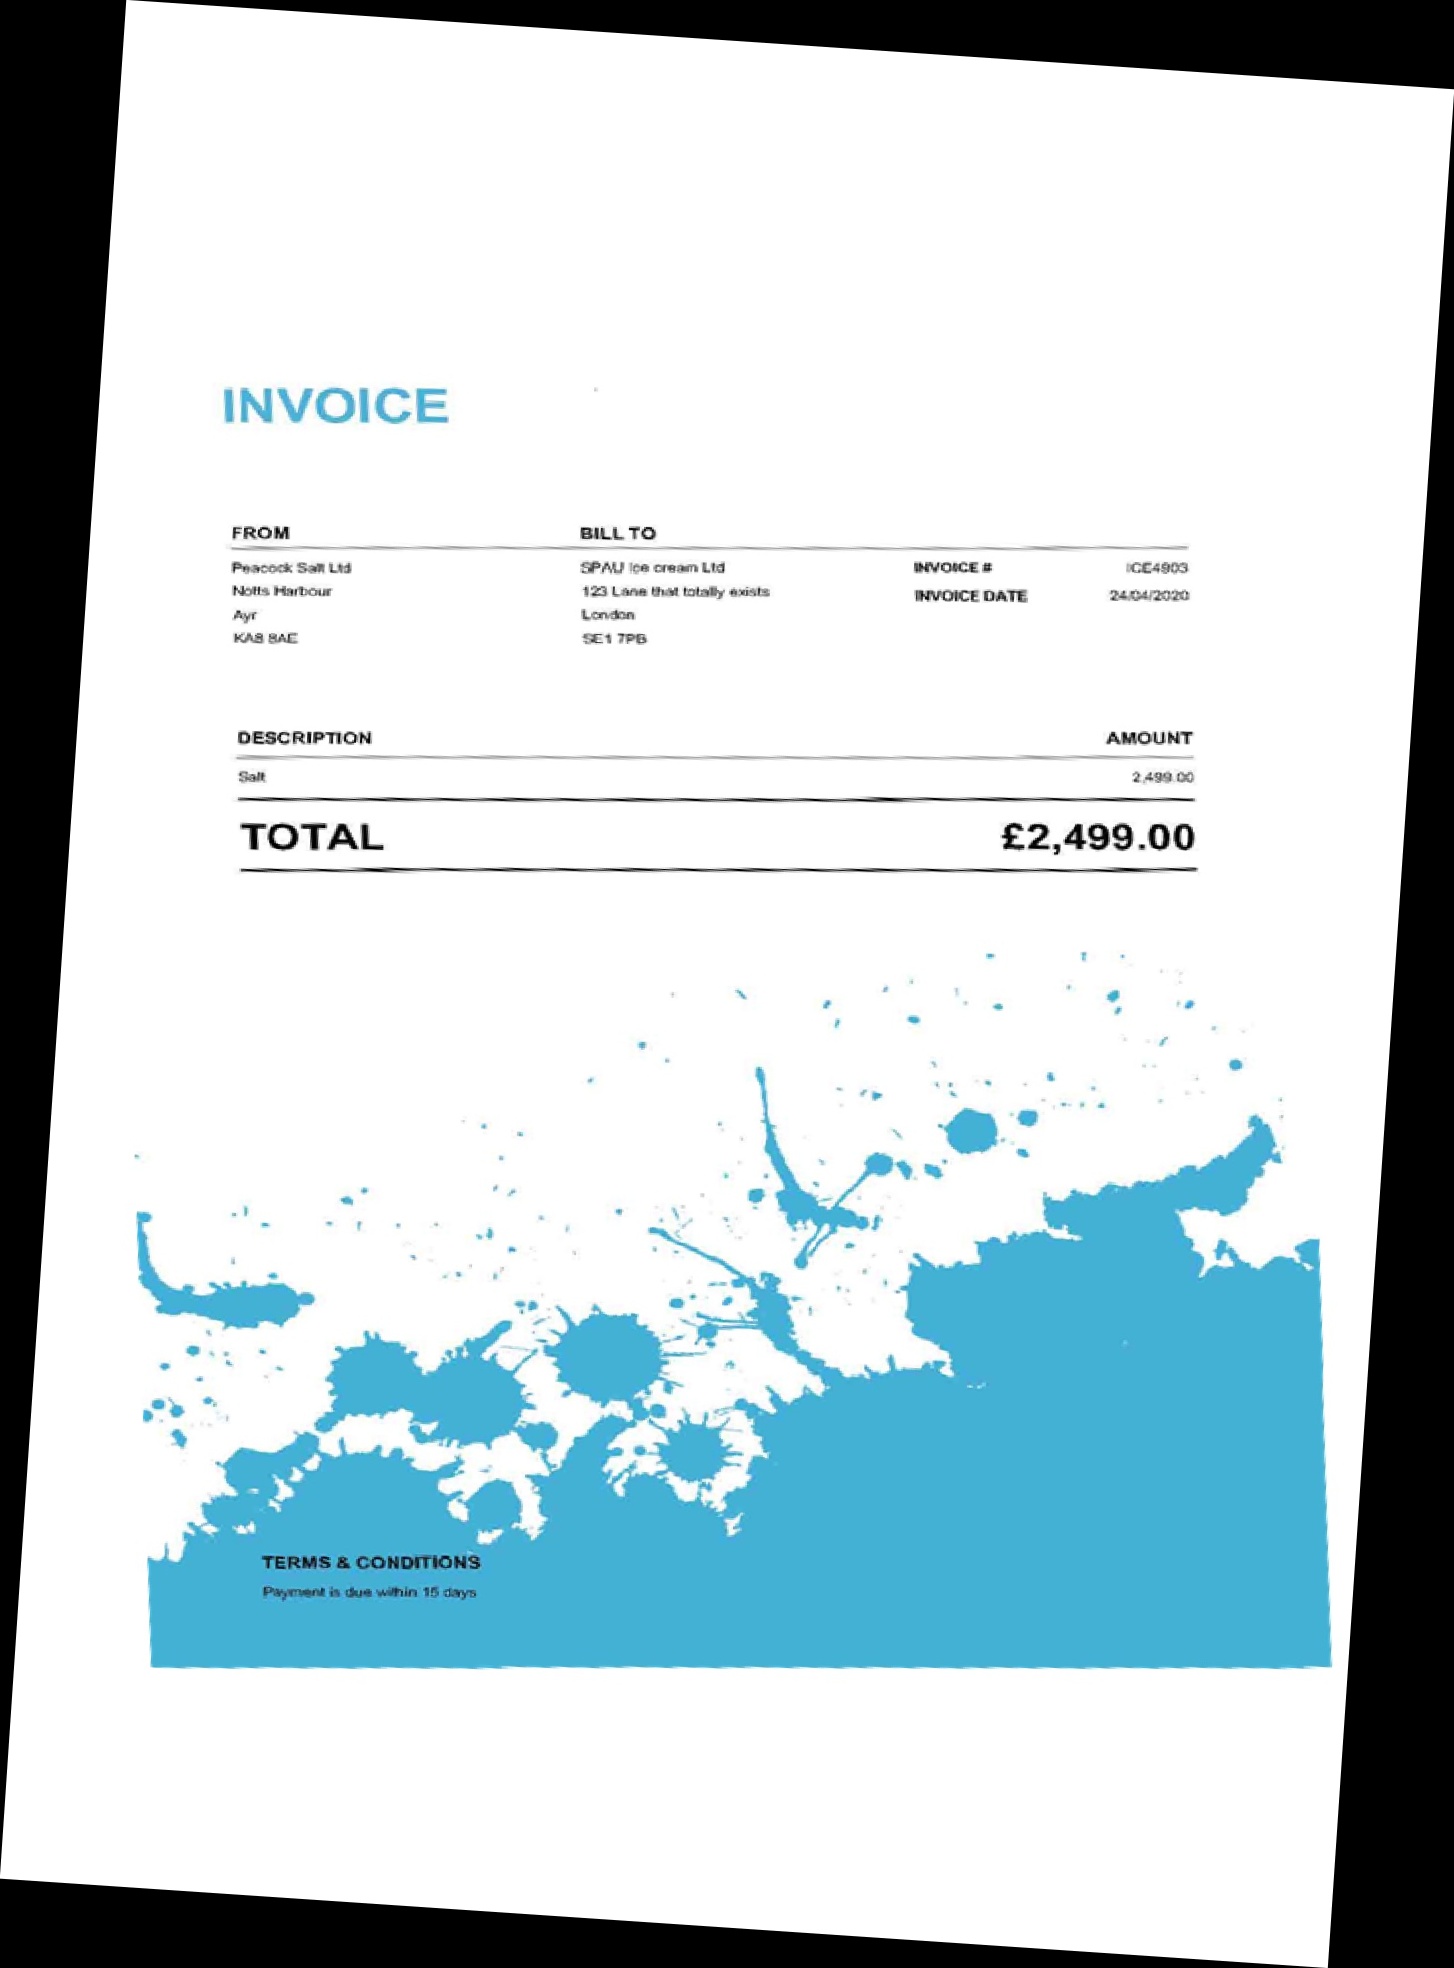 INVOICE
FROM BILL TO
Peacock Salt Ltd SPAU Ice cream Ltd INVOICE # ICE4903
Notts Harbour 123 Lane that totally exists INVOICE DATE 24/04/2020
Ayr London
KA8 8AE SE1 7PB
DESCRIPTION AMOUNT
Salt 2,499.00
TOTAL £2,499.00
TERMS & CONDITIONS
Payment is due within 15 days